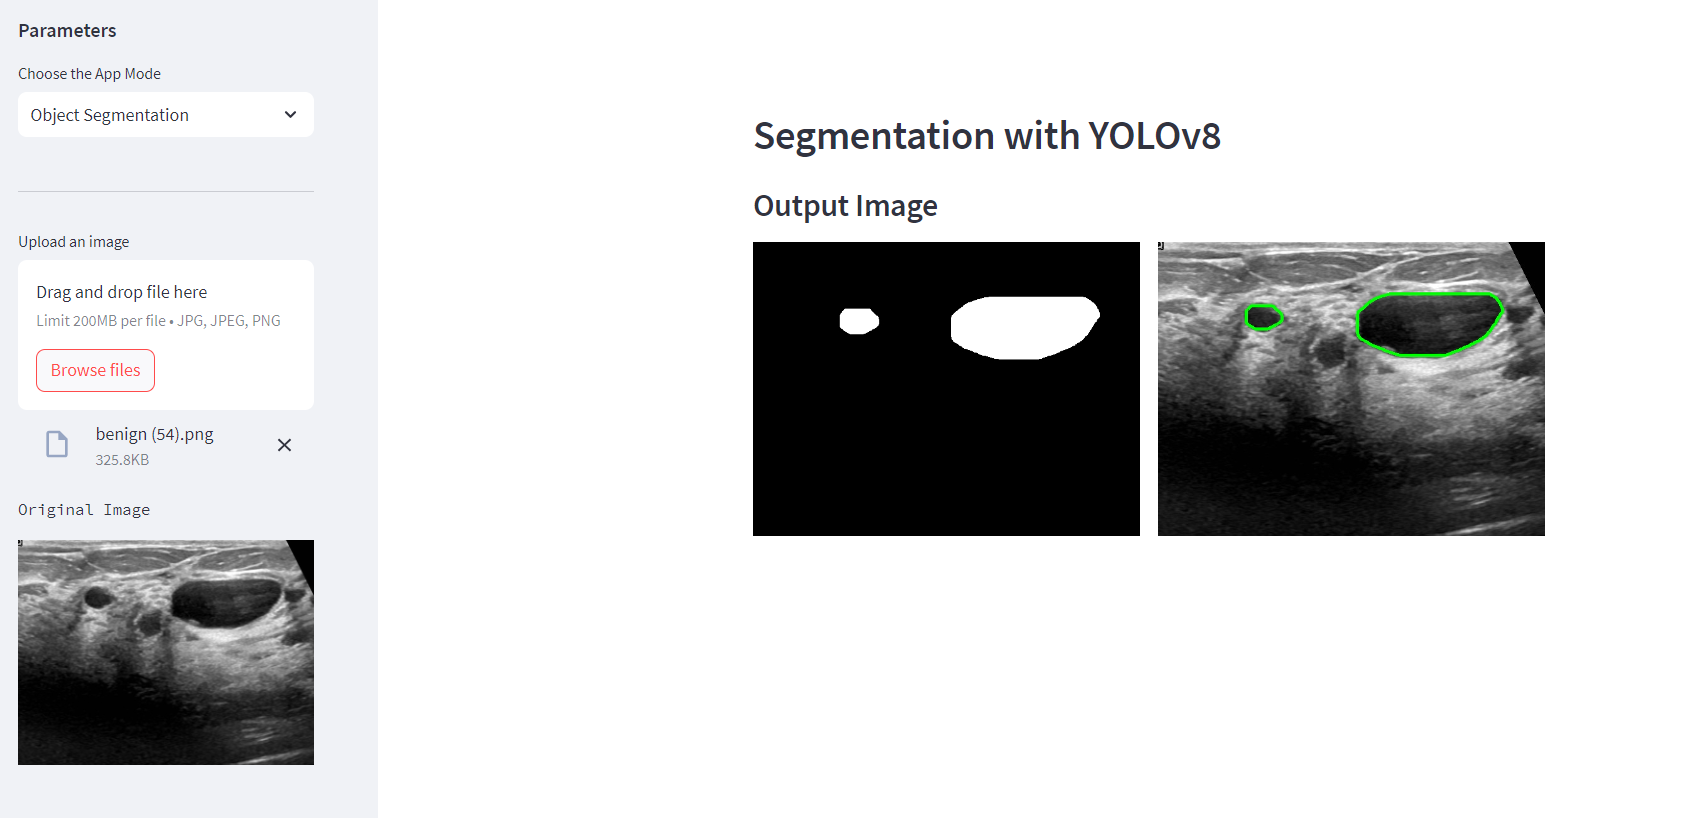 Parameters
Choose the App Mode
Object Segmentation
Upload an image
Drag and drop file here
Limit 200MB per file • JPG, JPEG, PNG
Browse files
benign (54).png
325.8KB
Original Image
Segmentation with YOLOv8
Output Image